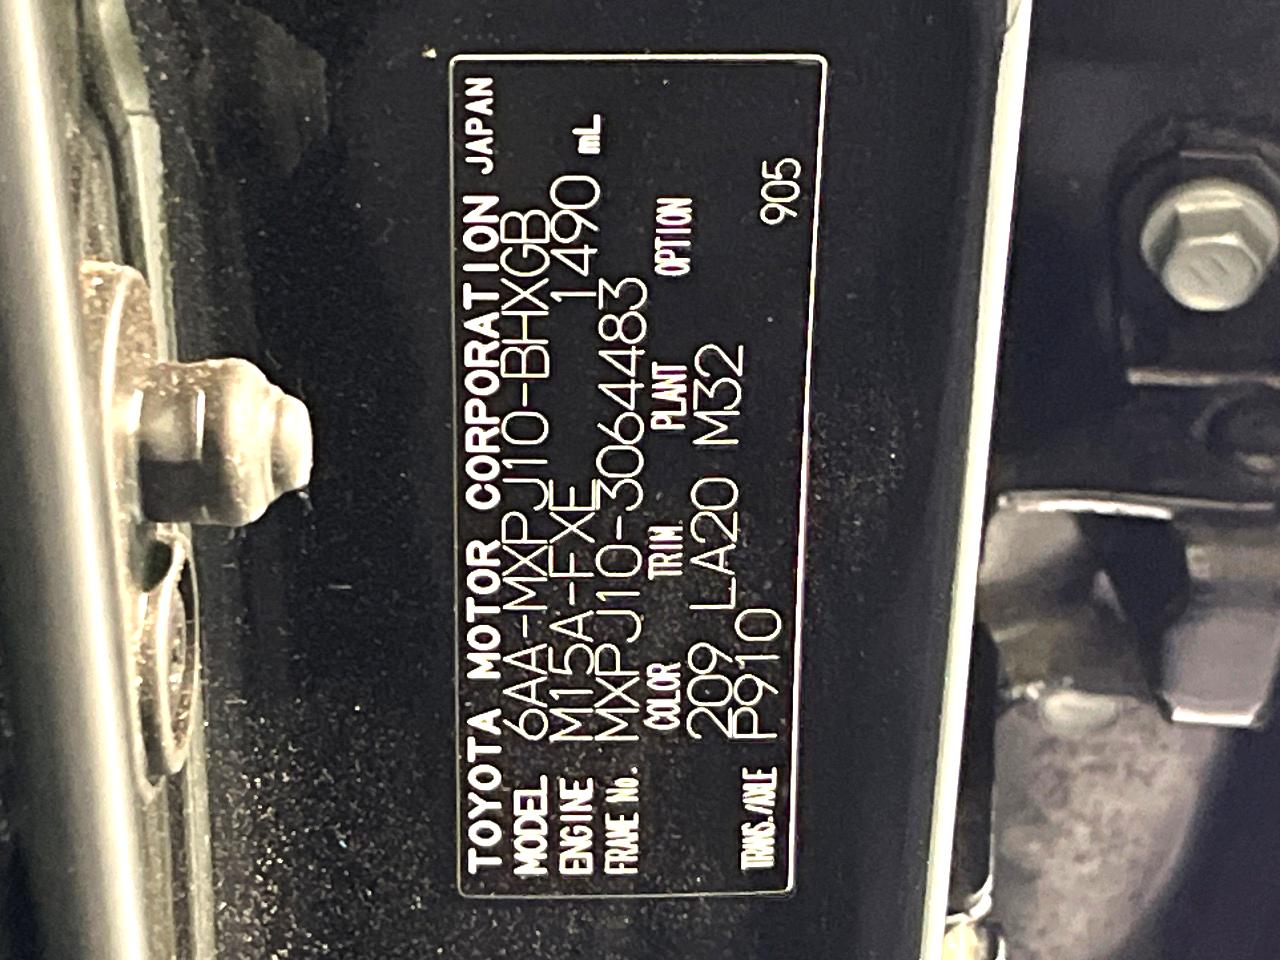 TOYOTA MOTOR CORPORATION JAPAN
MODEL 6AA-MXPJ10-BHXGB
ENGINE M15A-FXE 1490 mL
FRAME No. MXPJ10-3064483
COLOR TRIM. PLANT OPTION
209 LA20 M32
TRANS./AXLE P910 905